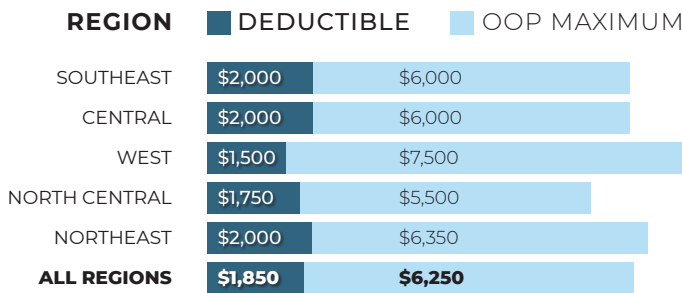 REGION DEDUCTIBLE OOP MAXIMUM
SOUTHEAST $2,000 $6,000
CENTRAL $2,000 $6,000
WEST $1,500 $7,500
NORTH CENTRAL $1,750 $5,500
NORTHEAST $2,000 $6,350
ALL REGIONS $1,850 $6,250